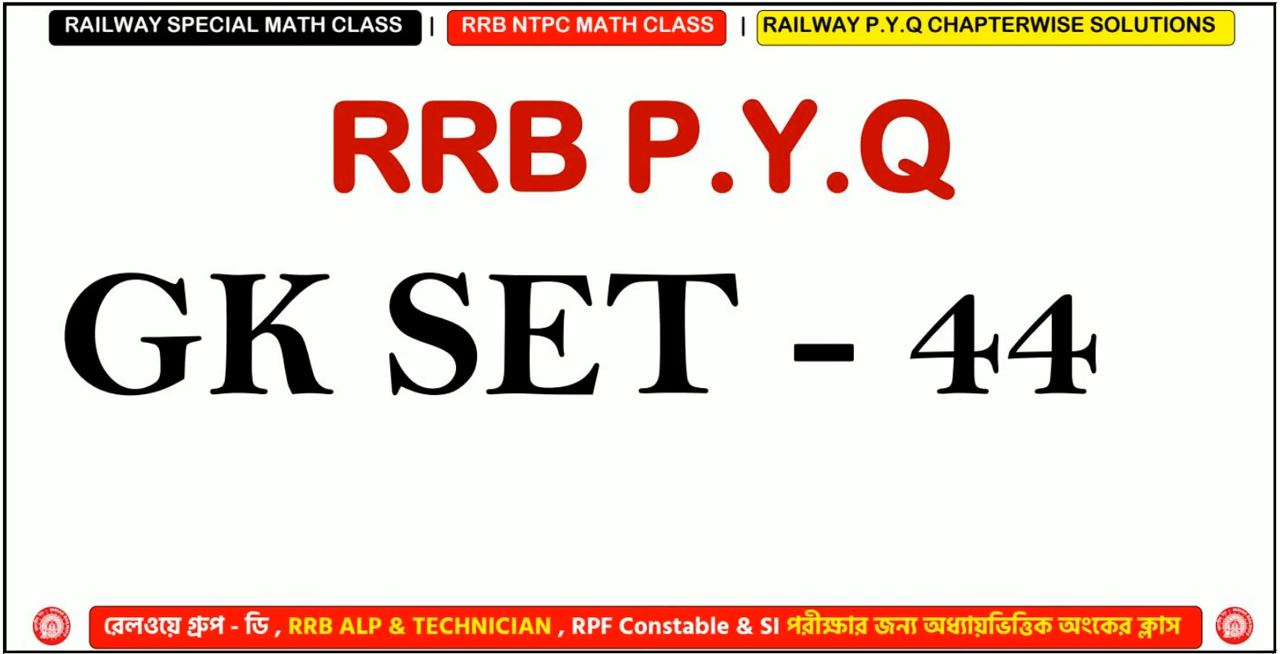 RAILWAY SPECIAL MATH CLASS | RRB NTPC MATH CLASS | RAILWAY P.Y.Q CHAPTERWISE SOLUTIONS
RRB P.Y.Q
GK SET - 44
রেলওয়ে গ্রুপ - ডি , RRB ALP & TECHNICIAN , RPF Constable & SI পরীক্ষার জন্য অধ্যায়ভিত্তিক অংকের ক্লাস